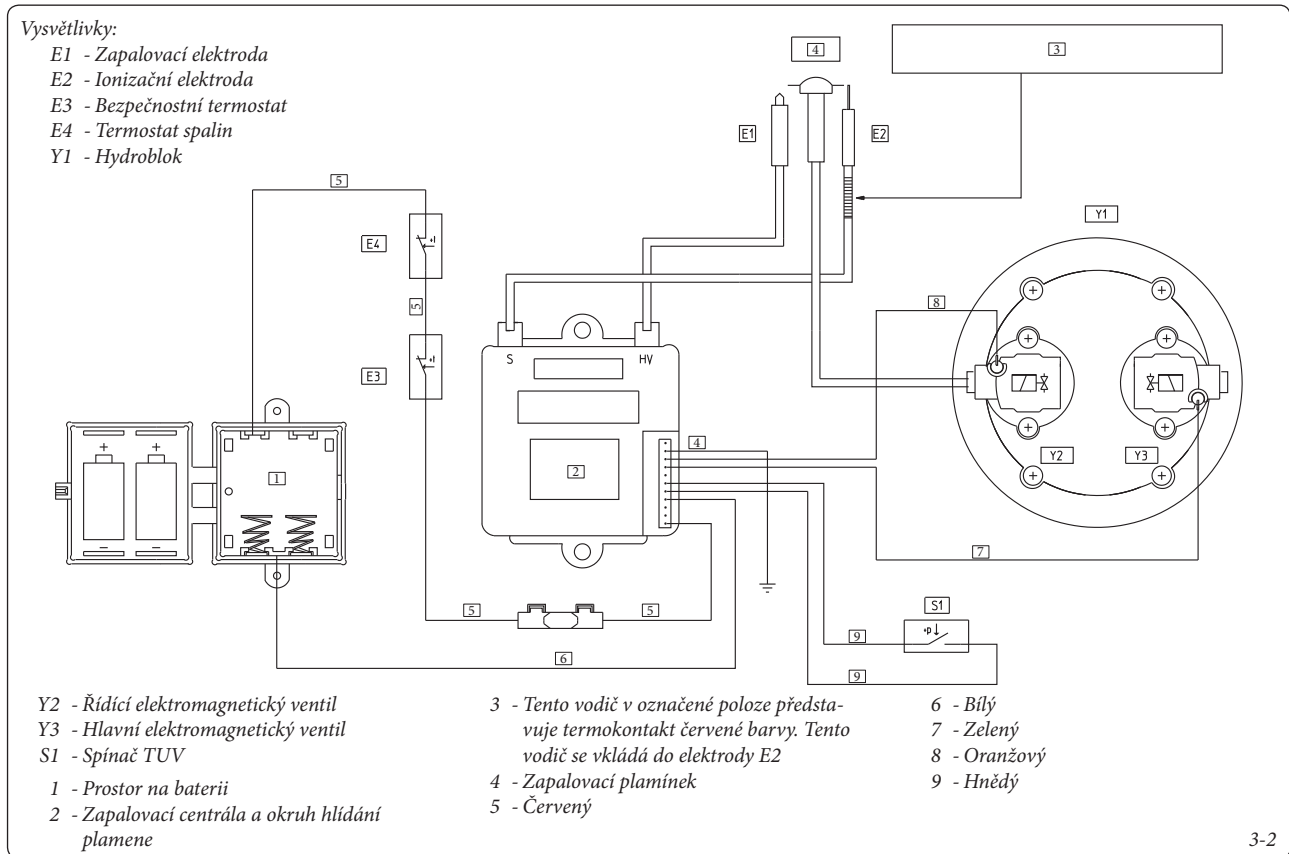 Vysvětlivky:
E1 - Zapalovací elektroda
E2 - Ionizační elektroda
E3 - Bezpečnostní termostat
E4 - Termostat spalin
Y1 - Hydroblok
4
3
E1
E2
5
Y1
E4
5
8
E3
S
HV
4
Y2
Y3
1
2
+
+
-
-
7
5
5
S1
+p
9
6
9
Y2 - Řídící elektromagnetický ventil
Y3 - Hlavní elektromagnetický ventil
S1 - Spínač TUV
1 - Prostor na baterii
2 - Zapalovací centrála a okruh hlídání
plamene
3 - Tento vodič v označené poloze představ-
vuje termokontakt červené barvy. Tento
vodič se vkládá do elektrody E2
4 - Zapalovací plamínek
5 - Červený
6 - Bílý
7 - Zelený
8 - Oranžový
9 - Hnědý
3-2